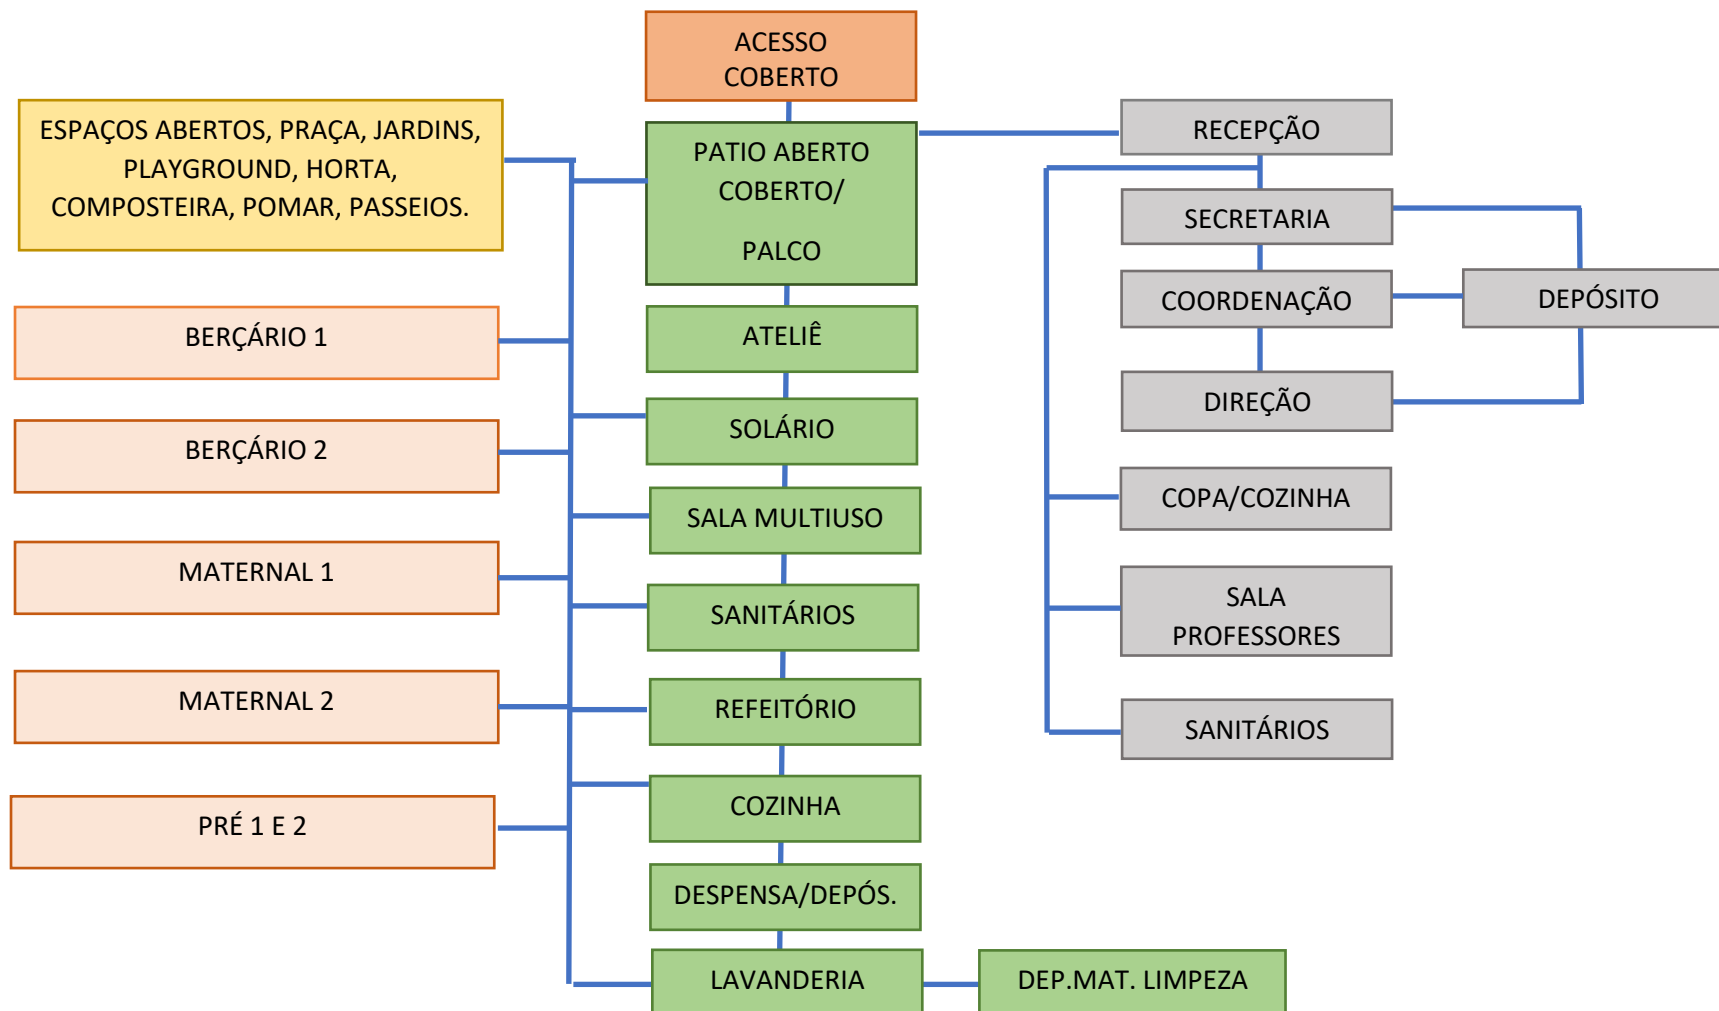 ACESSO
COBERTO
ESPAÇOS ABERTOS, PRAÇA, JARDINS,
PLAYGROUND, HORTA,
COMPOSTEIRA, POMAR, PASSEIOS.
PATIO ABERTO
COBERTO/
PALCO
RECEPÇÃO
SECRETARIA
COORDENAÇÃO
DEPÓSITO
DIREÇÃO
COPA/COZINHA
SALA
PROFESSORES
SANITÁRIOS
BERÇÁRIO 1
BERÇÁRIO 2
MATERNAL 1
MATERNAL 2
PRÉ 1 E 2
ATELIÊ
SOLÁRIO
SALA MULTIUSO
SANITÁRIOS
REFEITÓRIO
COZINHA
DESPENSA/DEPÓS.
LAVANDERIA
DEP.MAT. LIMPEZA